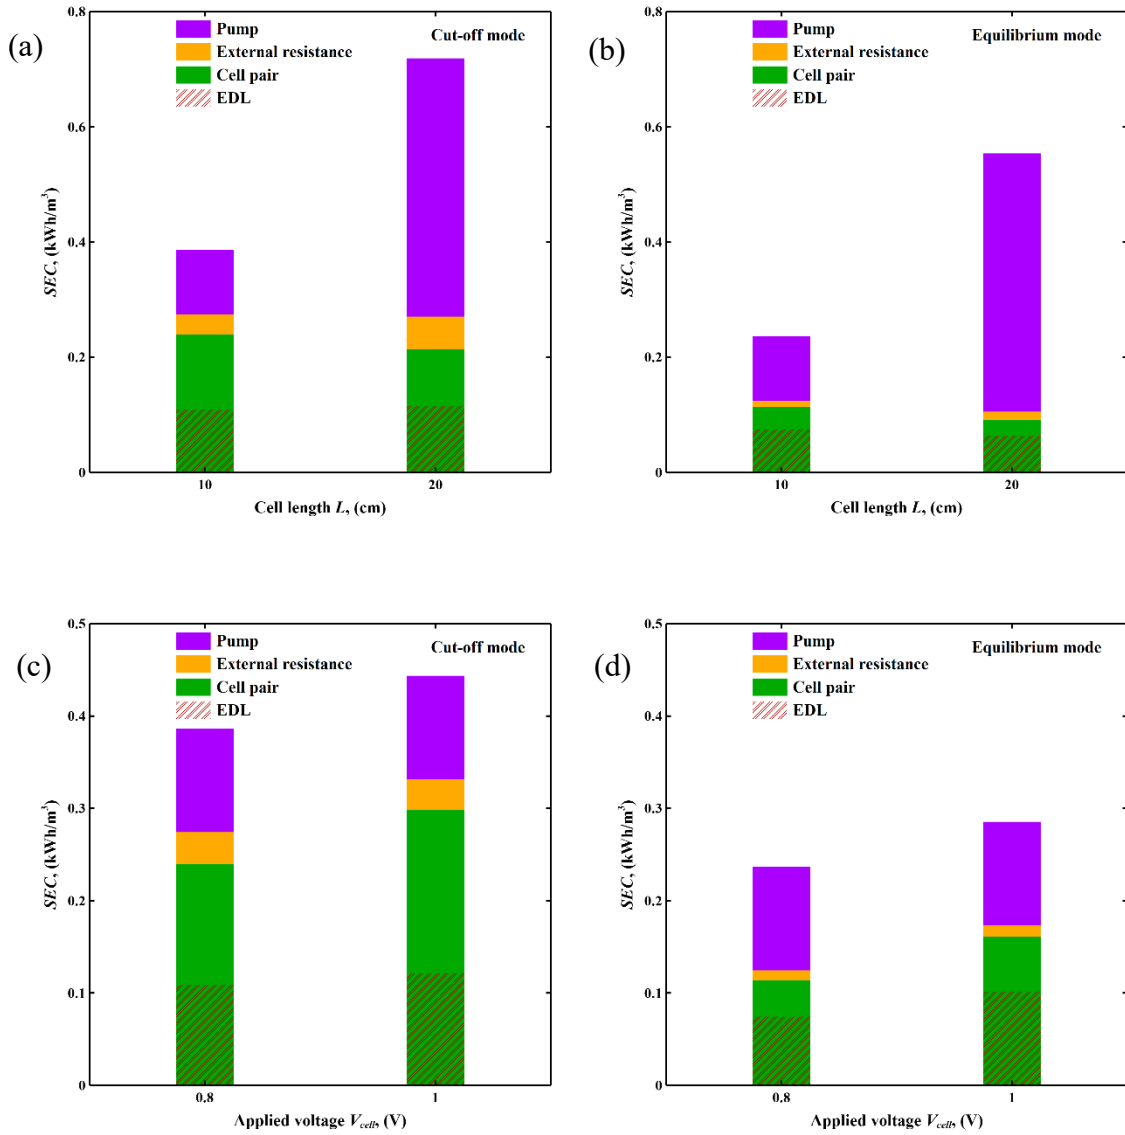 (a)
0.8
0.6
0.4
0.2
0
SEC, (kWh/m³)
Pump
External resistance
Cell pair
EDL
Cut-off mode
10
20
Cell length L, (cm)
(b)
0.8
0.6
0.4
0.2
0
SEC, (kWh/m³)
Pump
External resistance
Cell pair
EDL
Equilibrium mode
10
20
Cell length L, (cm)
(c)
0.5
0.4
0.3
0.2
0.1
0
SEC, (kWh/m³)
Pump
External resistance
Cell pair
EDL
Cut-off mode
0.8
1
Applied voltage Vcell, (V)
(d)
0.5
0.4
0.3
0.2
0.1
0
SEC, (kWh/m³)
Pump
External resistance
Cell pair
EDL
Equilibrium mode
0.8
1
Applied voltage Vcell, (V)